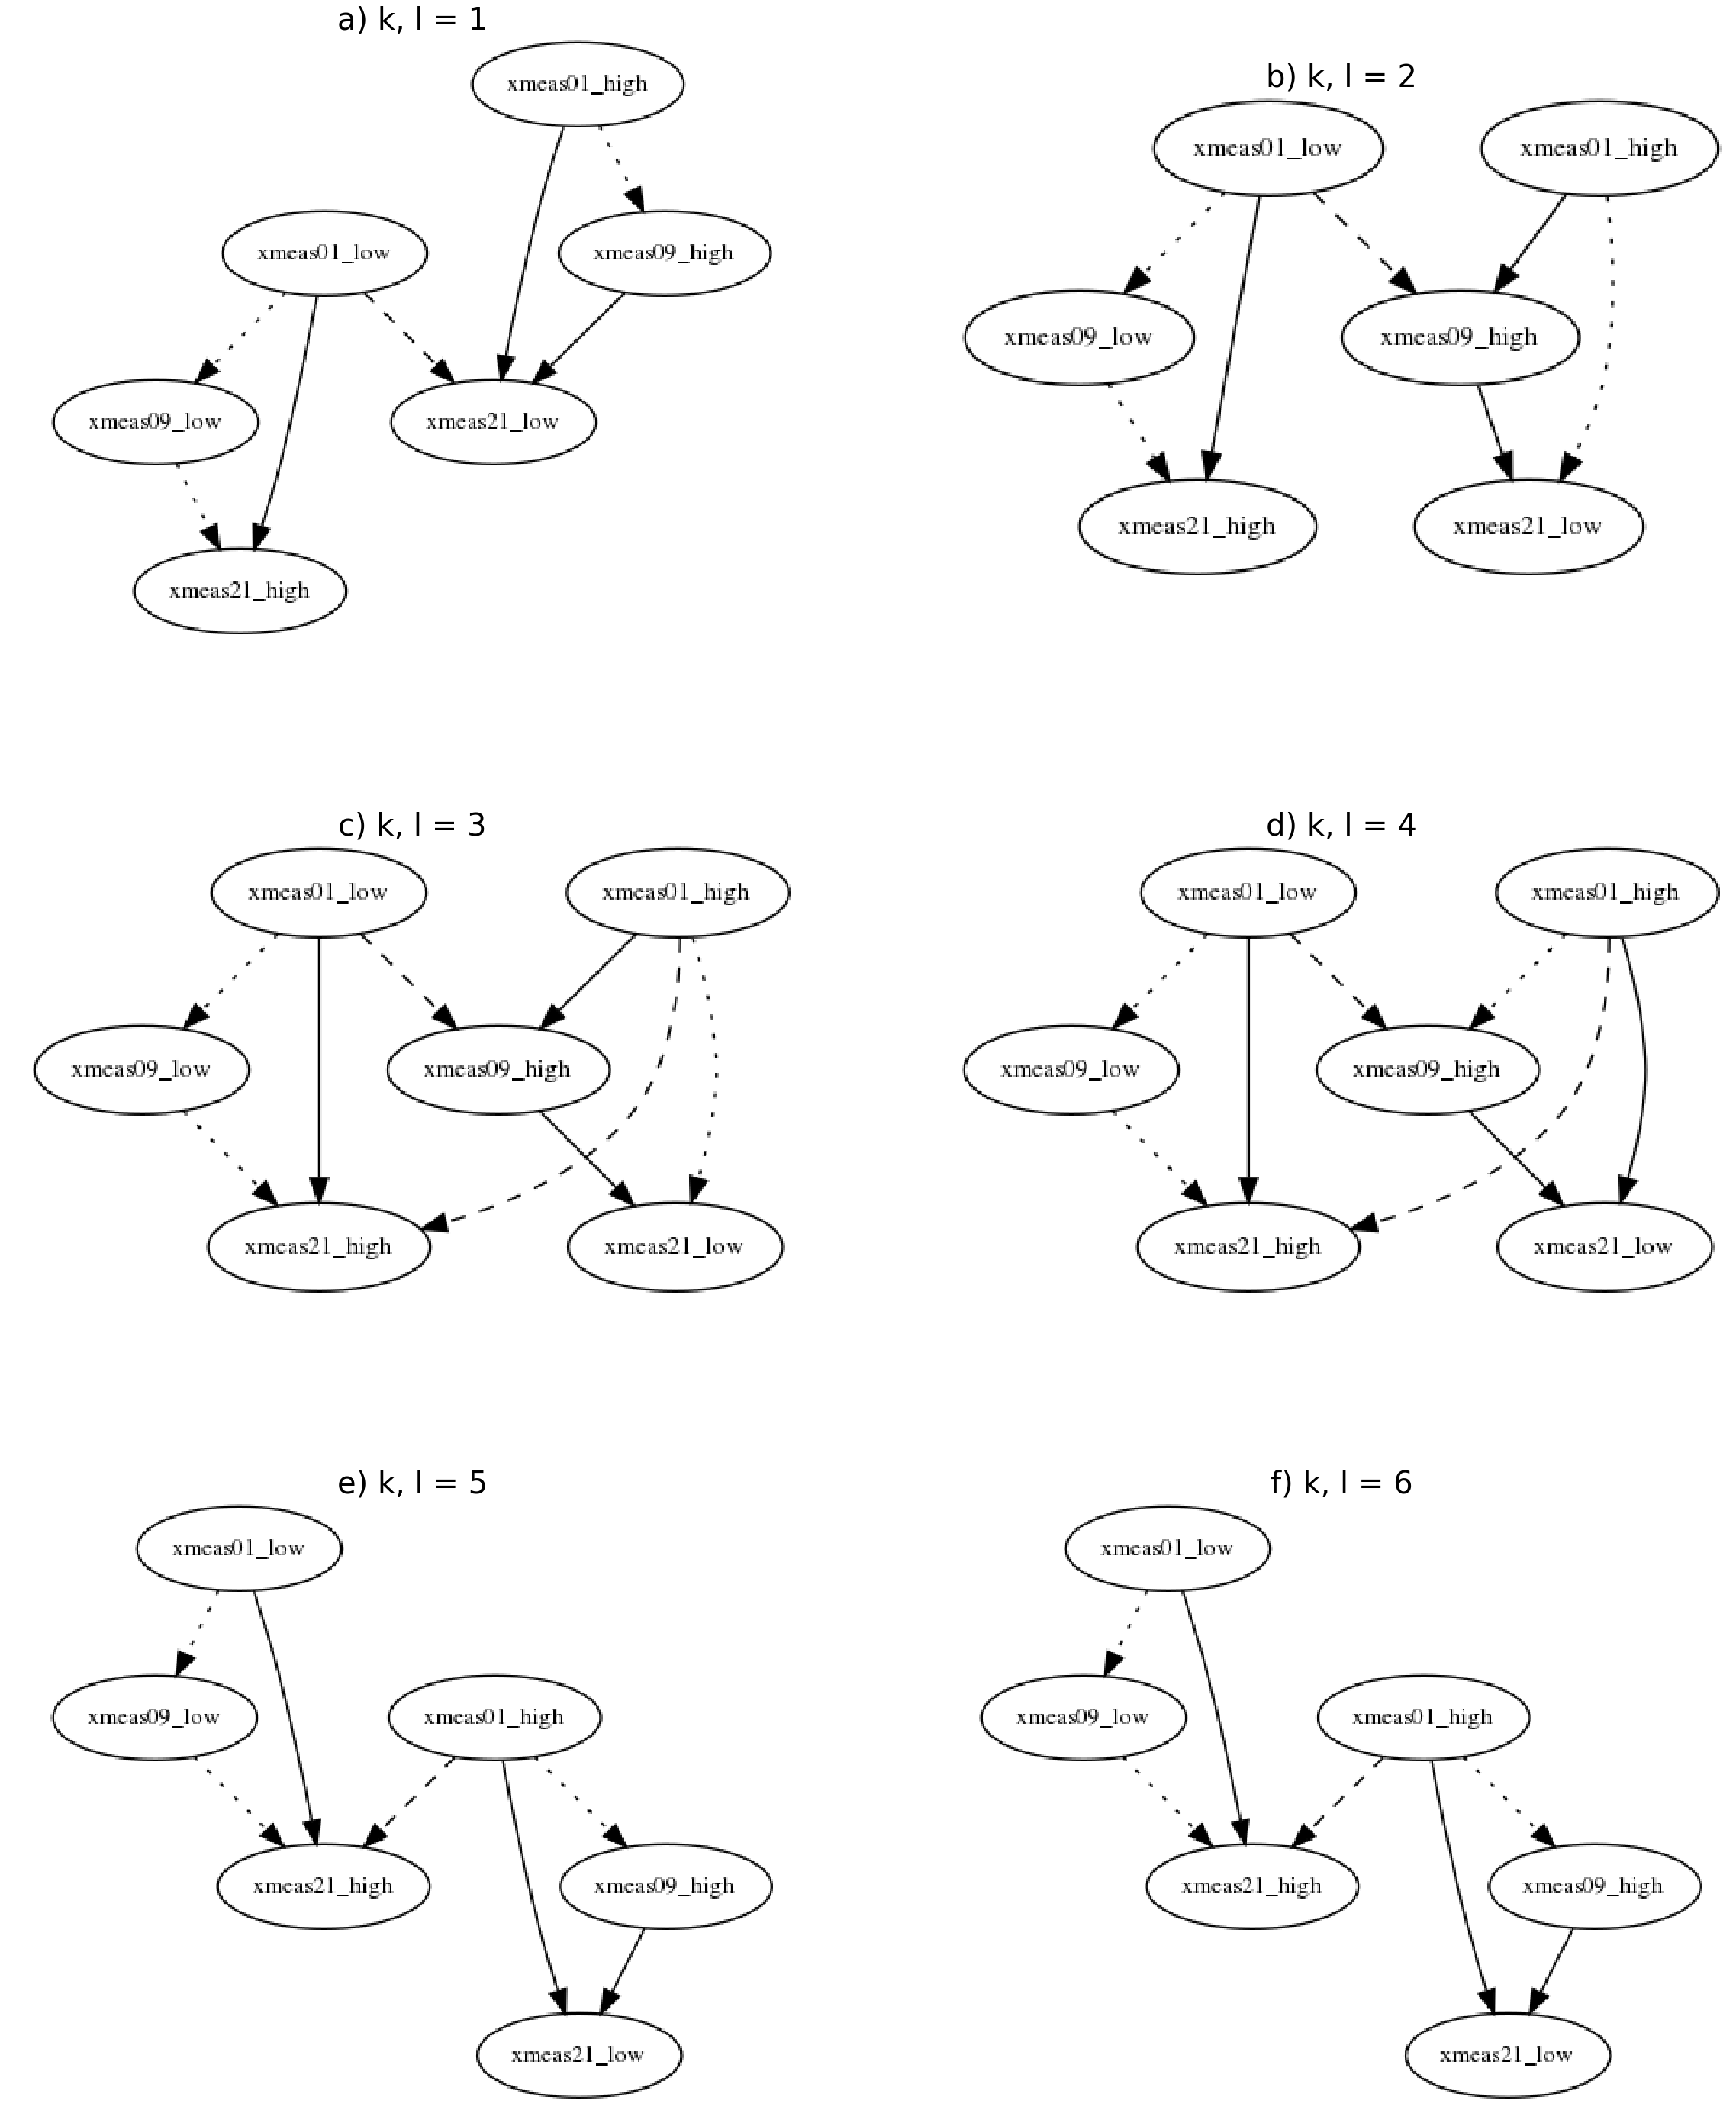 a) k, l = 1
xmeas01_high
xmeas01_low
xmeas09_high
xmeas09_low
xmeas21_low
xmeas21_high
b) k, l = 2
xmeas01_low
xmeas01_high
xmeas09_low
xmeas09_high
xmeas21_high
xmeas21_low
c) k, l = 3
xmeas01_low
xmeas01_high
xmeas09_low
xmeas09_high
xmeas21_high
xmeas21_low
d) k, l = 4
xmeas01_low
xmeas01_high
xmeas09_low
xmeas09_high
xmeas21_high
xmeas21_low
e) k, l = 5
xmeas01_low
xmeas09_low
xmeas01_high
xmeas21_high
xmeas09_high
xmeas21_low
f) k, l = 6
xmeas01_low
xmeas09_low
xmeas01_high
xmeas21_high
xmeas09_high
xmeas21_low